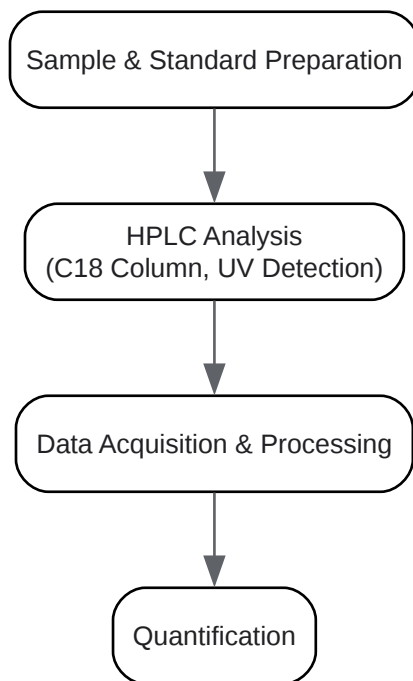 Sample & Standard Preparation
HPLC Analysis
(C18 Column, UV Detection)
Data Acquisition & Processing
Quantification